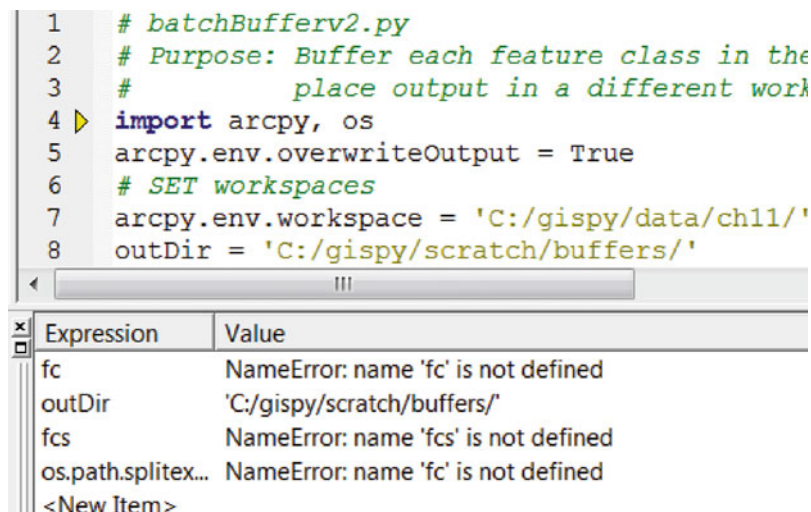 1 # batchBufferv2.py
2 # Purpose: Buffer each feature class in the
3 # place output in a different work
4 import arcpy, os
5 arcpy.env.overwriteOutput = True
6 # SET workspaces
7 arcpy.env.workspace = 'C:/gispy/data/ch11/'
8 outDir = 'C:/gispy/scratch/buffers/'
Expression Value
fc NameError: name 'fc' is not defined
outDir 'C:/gispy/scratch/buffers/'
fcs NameError: name 'fcs' is not defined
os.path.splitex... NameError: name 'fc' is not defined
<New Item>